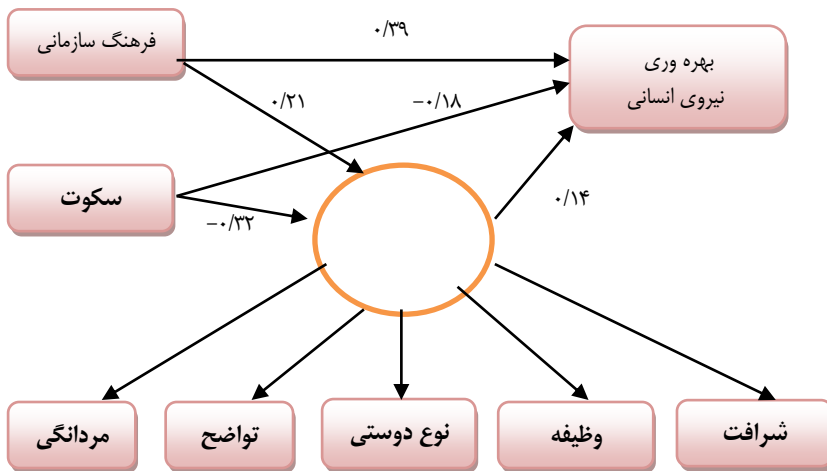 فرهنگ سازمانی
۰/۳۹
بهره وری
نیروی انسانی
۰/۲۱
−۰/۱۸
سکوت
−۰/۳۲
۰/۱۴
شرافت
وظیفه
نوع دوستی
تواضح
مردانگی